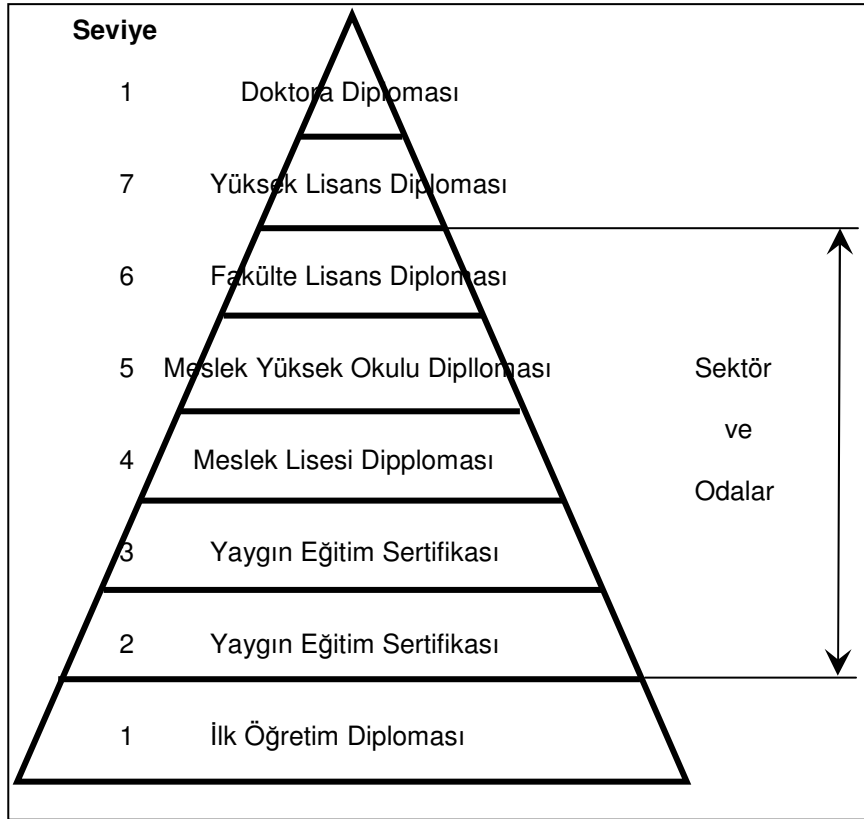 Seviye
1 Doktora Diploması
7 Yüksek Lisans Diploması
6 Fakülte Lisans Diploması
5 Meslek Yüksek Okulu Diplloması
Sektör
ve
4 Meslek Lisesi Dipploması
Odalar
3 Yaygın Eğitim Sertifikası
2 Yaygın Eğitim Sertifikası
1 İlk Öğretim Diploması